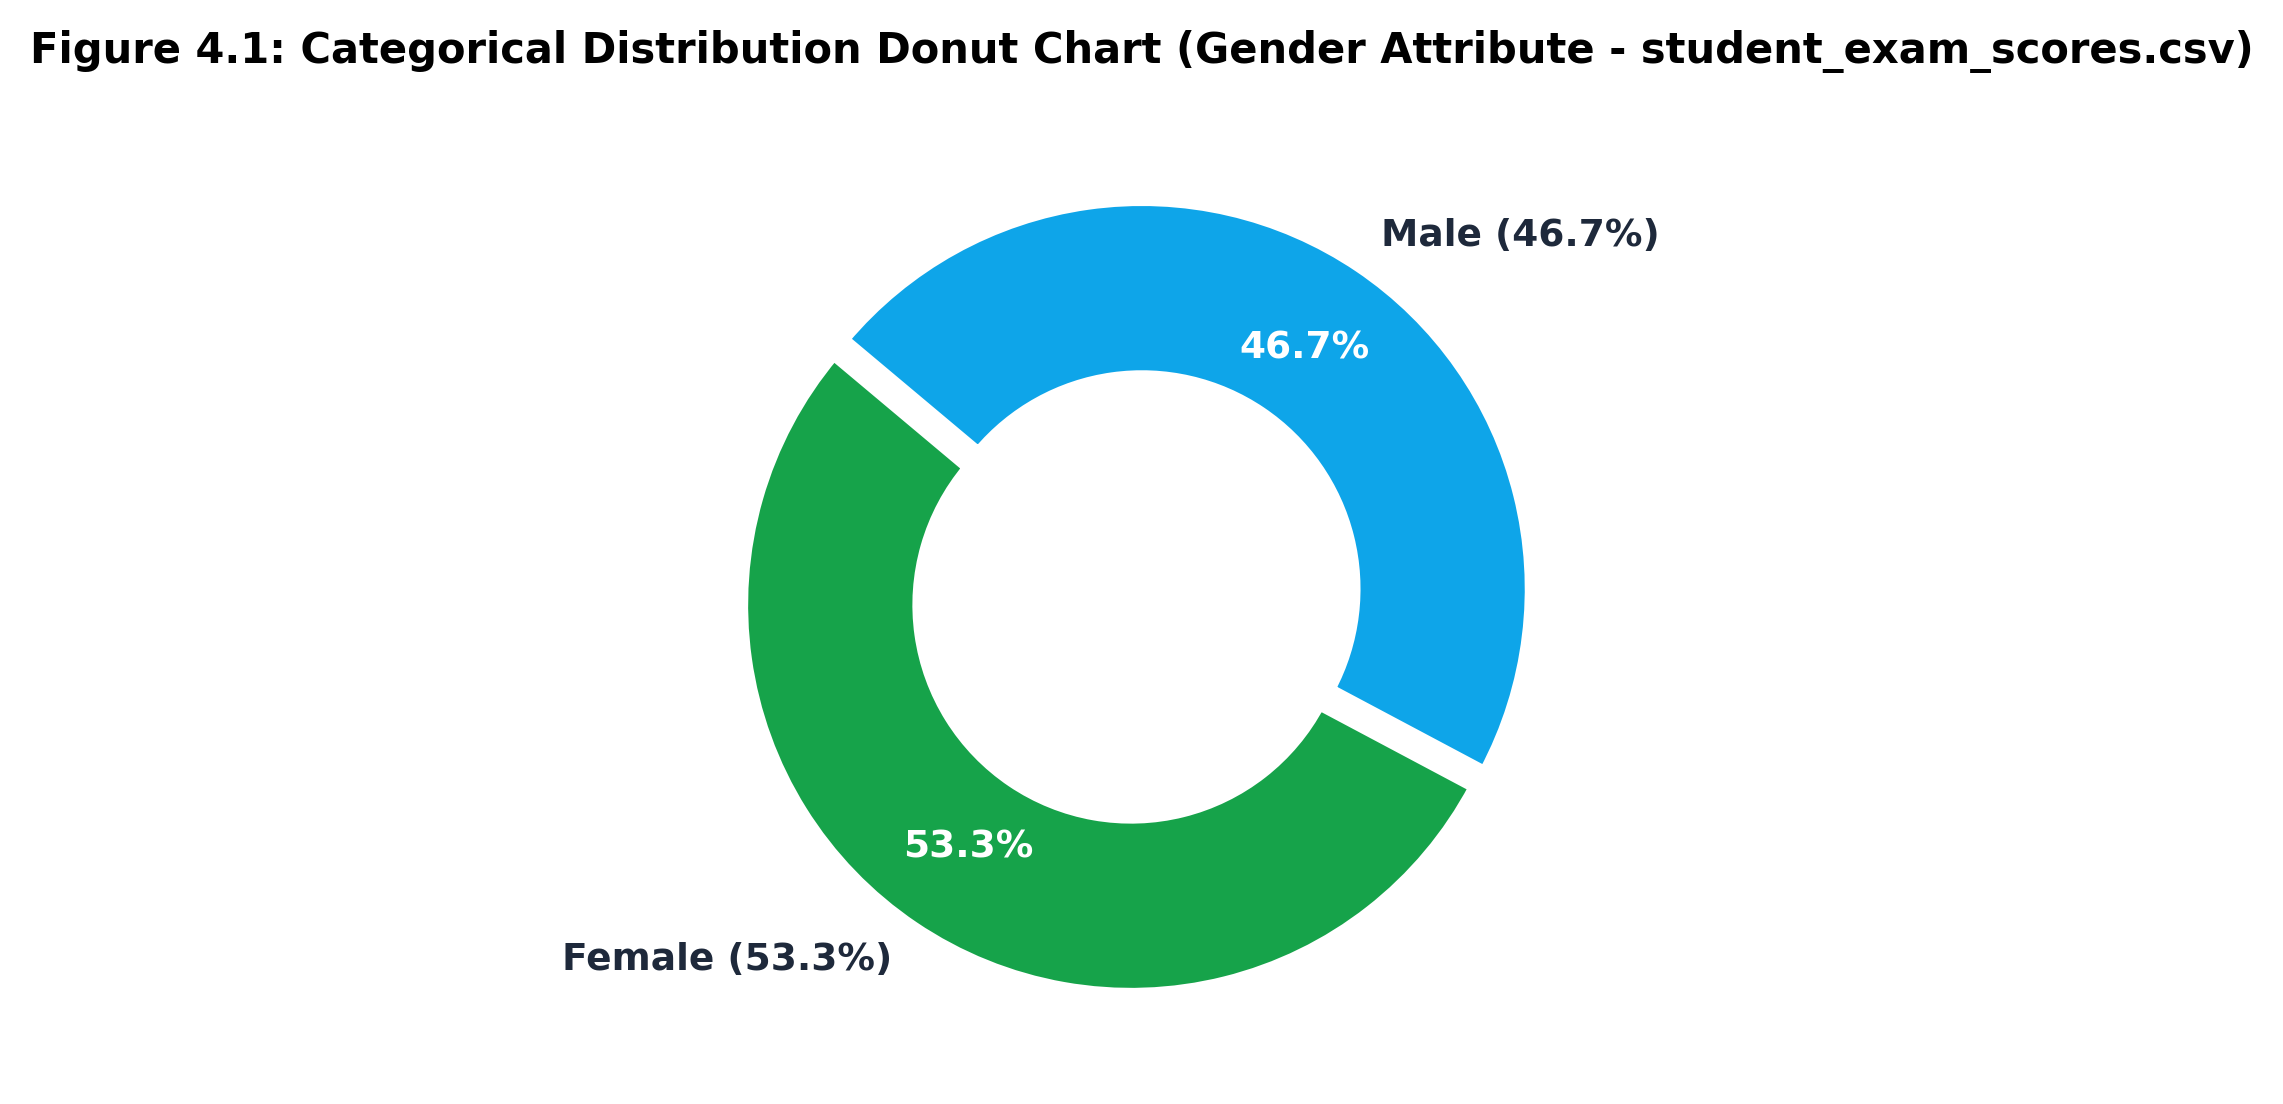 Figure 4.1: Categorical Distribution Donut Chart (Gender Attribute - student_exam_scores.csv)
Male (46.7%)
46.7%
53.3%
Female (53.3%)